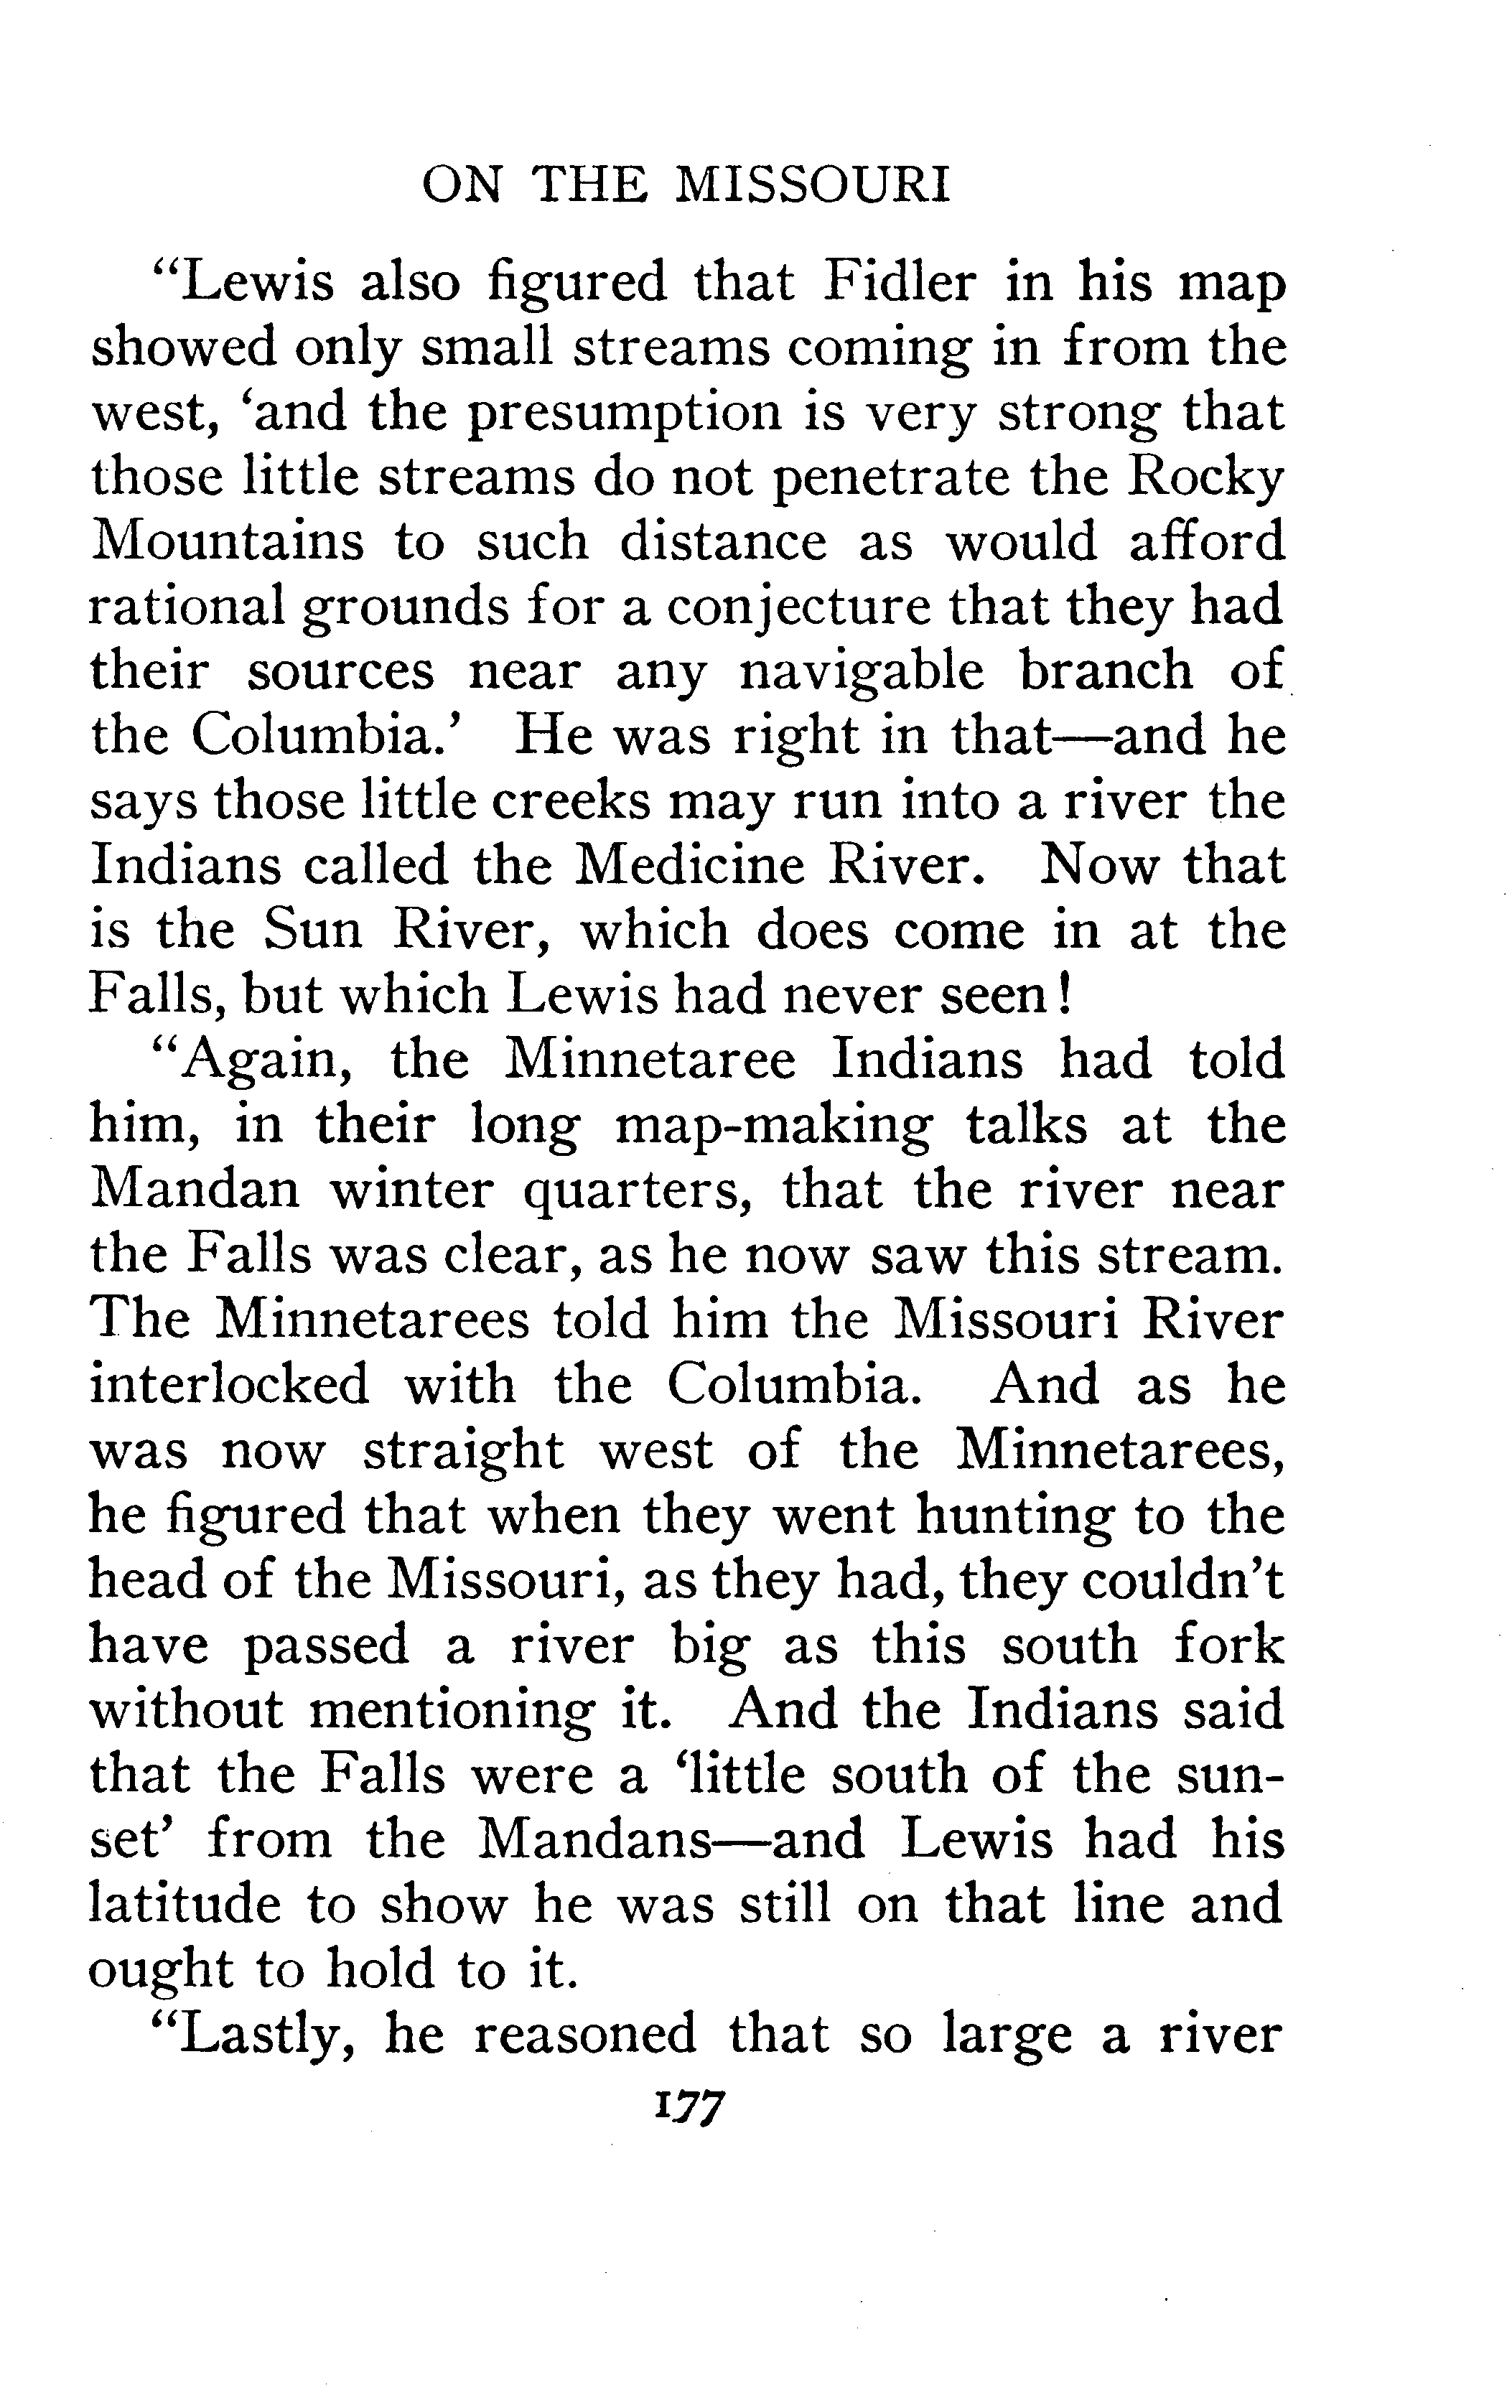 ON THE MISSOURI
“Lewis also figured that Fidler in his map
showed only small streams coming in from the
west, ‘and the presumption is very strong that
those little streams do not penetrate the Rocky
Mountains to such distance as would afford
rational grounds for a conjecture that they had
their sources near any navigable branch of
the Columbia.’ He was right in that—and he
says those little creeks may run into a river the
Indians called the Medicine River. Now that
is the Sun River, which does come in at the
Falls, but which Lewis had never seen!
“Again, the Minnetaree Indians had told
him, in their long map-making talks at the
Mandan winter quarters, that the river near
the Falls was clear, as he now saw this stream.
The Minnetarees told him the Missouri River
interlocked with the Columbia. And as he
was now straight west of the Minnetarees,
he figured that when they went hunting to the
head of the Missouri, as they had, they couldn’t
have passed a river big as this south fork
without mentioning it. And the Indians said
that the Falls were a ‘little south of the sun-
set’ from the Mandans—and Lewis had his
latitude to show he was still on that line and
ought to hold to it.
“Lastly, he reasoned that so large a river
177